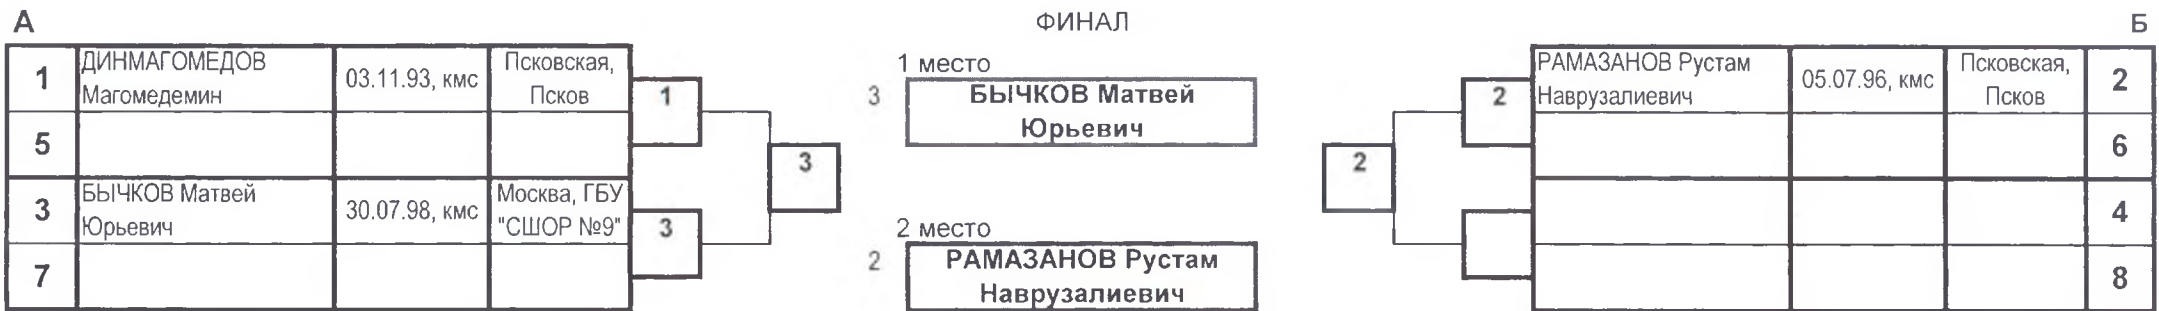 А
ФИНАЛ
Б
1
ДИНМАГОМЕДОВ
Магомедемин
03.11.93, кмс
Псковская,
Псков
5
3
БЫЧКОВ Матвей
Юрьевич
30.07.98, кмс
Москва, ГБУ
"СШОР №9"
7
1
3
3
1 место
3
БЫЧКОВ Матвей
Юрьевич
2 место
2
РАМАЗАНОВ Рустам
Наврузалиевич
2
2
РАМАЗАНОВ Рустам
Наврузалиевич
05.07.96, кмс
Псковская,
Псков
2
6
4
8